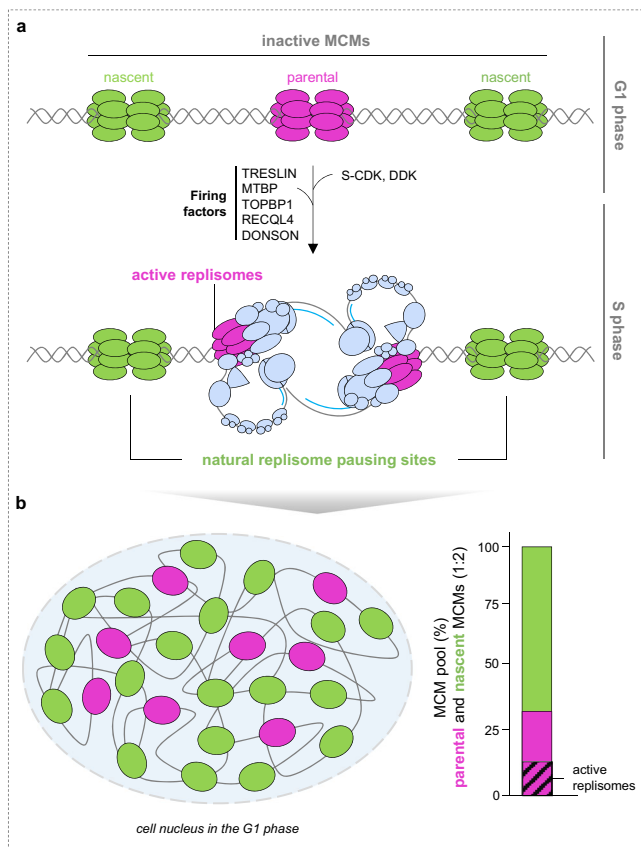 a
inactive MCMs
nascent
parental
nascent
G1 phase
Firing
factors
TRESLIN
MTBP
TOPBP1
RECQL4
DONSON
S-CDK, DDK
active replisomes
S phase
natural replisome pausing sites
b
MCM pool (%)
parental and nascent MCMs (1:2)
100
75
50
25
0
active
replisomes
cell nucleus in the G1 phase